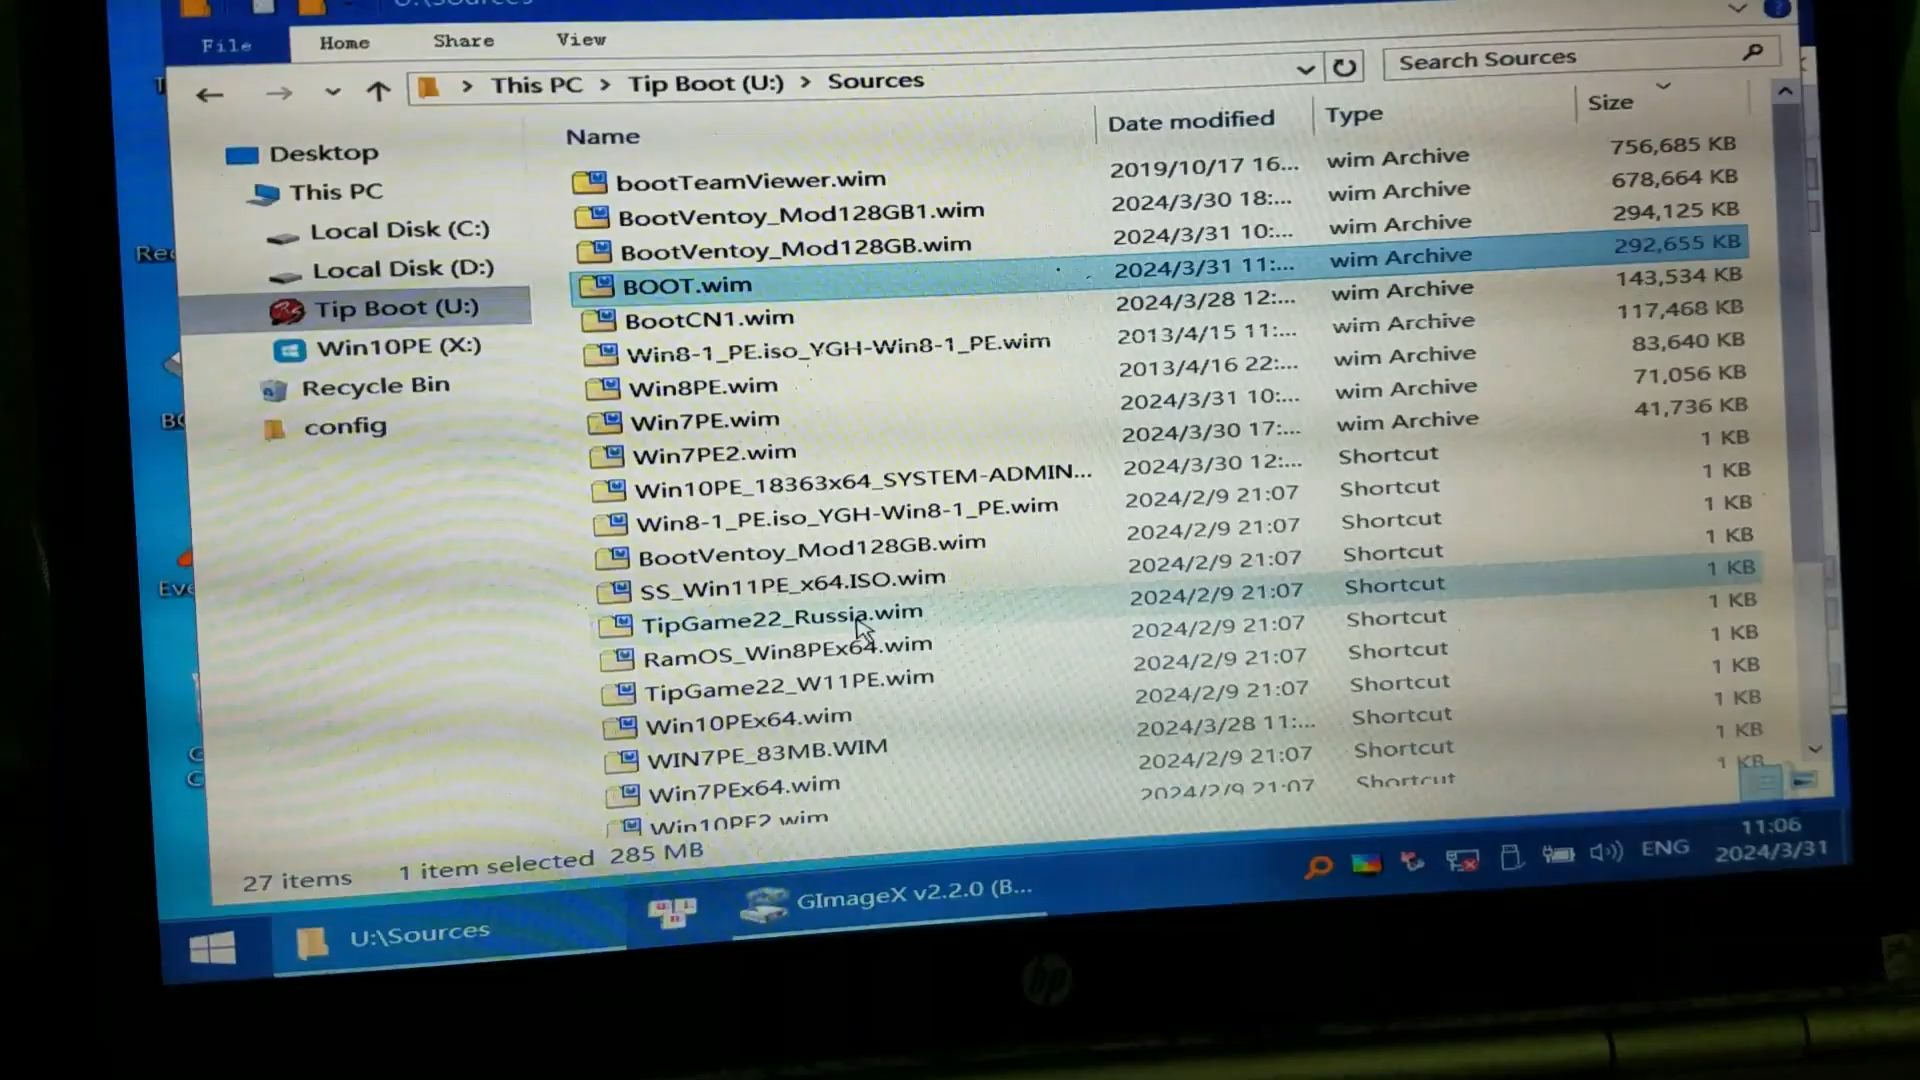 File Home Share View
This PC > Tip Boot (U:) > Sources
Search Sources
Name Date modified Type Size
Desktop
This PC
Local Disk (C:)
Local Disk (D:)
Tip Boot (U:)
Win10PE (X:)
Recycle Bin
config
bootTeamViewer.wim 2019/10/17 16... wim Archive 756,685 KB
BootVentoy_Mod128GB1.wim 2024/3/30 18:... wim Archive 678,664 KB
BootVentoy_Mod128GB.wim 2024/3/31 10:... wim Archive 294,125 KB
BOOT.wim 2024/3/31 11:... wim Archive 292,655 KB
BootCN1.wim 2024/3/28 12:... wim Archive 143,534 KB
Win8-1_PE.iso_YGH-Win8-1_PE.wim 2013/4/15 11:... wim Archive 117,468 KB
Win8PE.wim 2013/4/16 22:... wim Archive 83,640 KB
Win7PE.wim 2024/3/31 10:... wim Archive 71,056 KB
Win7PE2.wim 2024/3/30 17:... wim Archive 41,736 KB
Win10PE_18363x64_SYSTEM-ADMIN... 2024/3/30 12:... Shortcut 1 KB
Win8-1_PE.iso_YGH-Win8-1_PE.wim 2024/2/9 21:07 Shortcut 1 KB
BootVentoy_Mod128GB.wim 2024/2/9 21:07 Shortcut 1 KB
SS_Win11PE_x64.ISO.wim 2024/2/9 21:07 Shortcut 1 KB
TipGame22_Russia.wim 2024/2/9 21:07 Shortcut 1 KB
RamOS_Win8PEx64.wim 2024/2/9 21:07 Shortcut 1 KB
TipGame22_W11PE.wim 2024/2/9 21:07 Shortcut 1 KB
Win10PEx64.wim 2024/2/9 21:07 Shortcut 1 KB
WIN7PE_83MB.WIM 2024/3/28 11:... Shortcut 1 KB
Win7PEx64.wim 2024/2/9 21:07 Shortcut 1 KB
Win10PE2.wim 2024/2/9 21:07 Shortcut 1 KB
27 items 1 item selected 285 MB
U:\Sources
GImageX v2.2.0 (B...
ENG
11:06
2024/3/31
hp